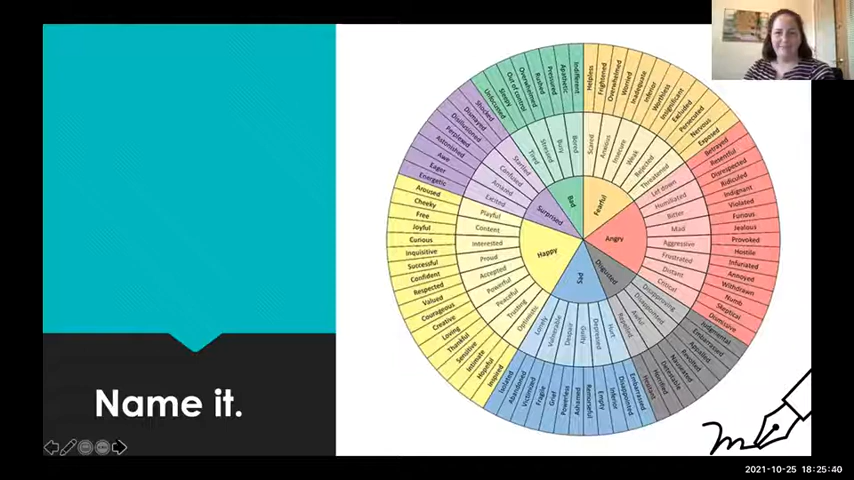 Name it.
Bad
Fearful
Angry
Disgusted
Sad
Happy
Surprised
Bored
Busy
Stressed
Tired
Scared
Anxious
Insecure
Weak
Rejected
Threatened
Let down
Humiliated
Bitter
Mad
Aggressive
Frustrated
Distant
Critical
Disapproving
Disappointed
Awful
Repelled
Hurt
Depressed
Guilty
Despair
Vulnerable
Lonely
Optimistic
Trusting
Peaceful
Powerful
Accepted
Proud
Interested
Content
Playful
Excited
Amazed
Confused
Startled
Indifferent
Apathetic
Pressured
Rushed
Overwhelmed
Out of control
Sleepy
Unfocused
Helpless
Frightened
Overwhelmed
Worried
Inadequate
Inferior
Worthless
Insignificant
Excluded
Persecuted
Nervous
Exposed
Betrayed
Resentful
Disrespected
Ridiculed
Indignant
Violated
Furious
Jealous
Provoked
Hostile
Infuriated
Annoyed
Withdrawn
Numb
Skeptical
Dismissive
Judgmental
Embarrassed
Appalled
Revolted
Nauseated
Detestable
Horrified
Hesitant
Embarrassed
Disappointed
Inferior
Empty
Remorseful
Ashamed
Powerless
Grief
Fragile
Victimized
Abandoned
Isolated
Inspired
Hopeful
Intimate
Sensitive
Thankful
Loving
Creative
Courageous
Valued
Respected
Confident
Successful
Inquisitive
Curious
Joyful
Free
Cheeky
Aroused
Energetic
Eager
Awe
Astonished
Perplexed
Disillusioned
Dismayed
Shocked
2021-10-25 18:25:40